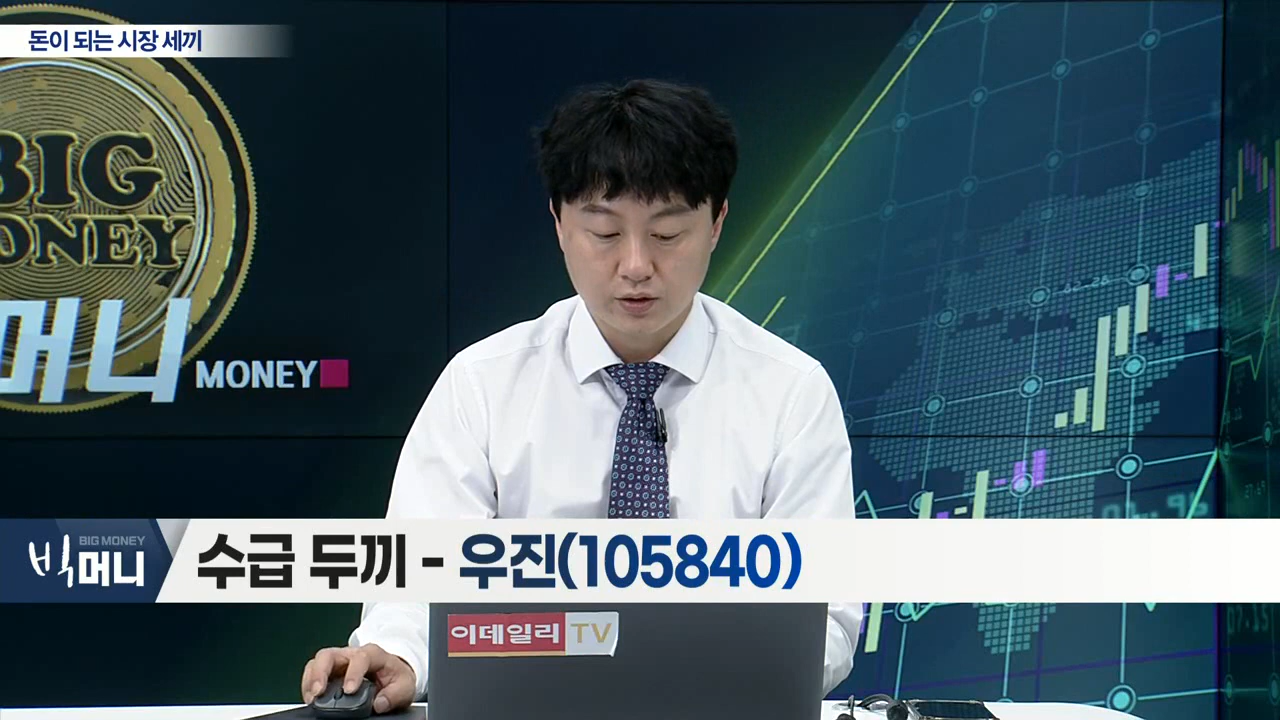 돈이 되는 시장 세끼
BIG
MONEY
머니
MONEY
BIG MONEY
빅머니
수급 두끼 - 우진(105840)
이데일리 TV